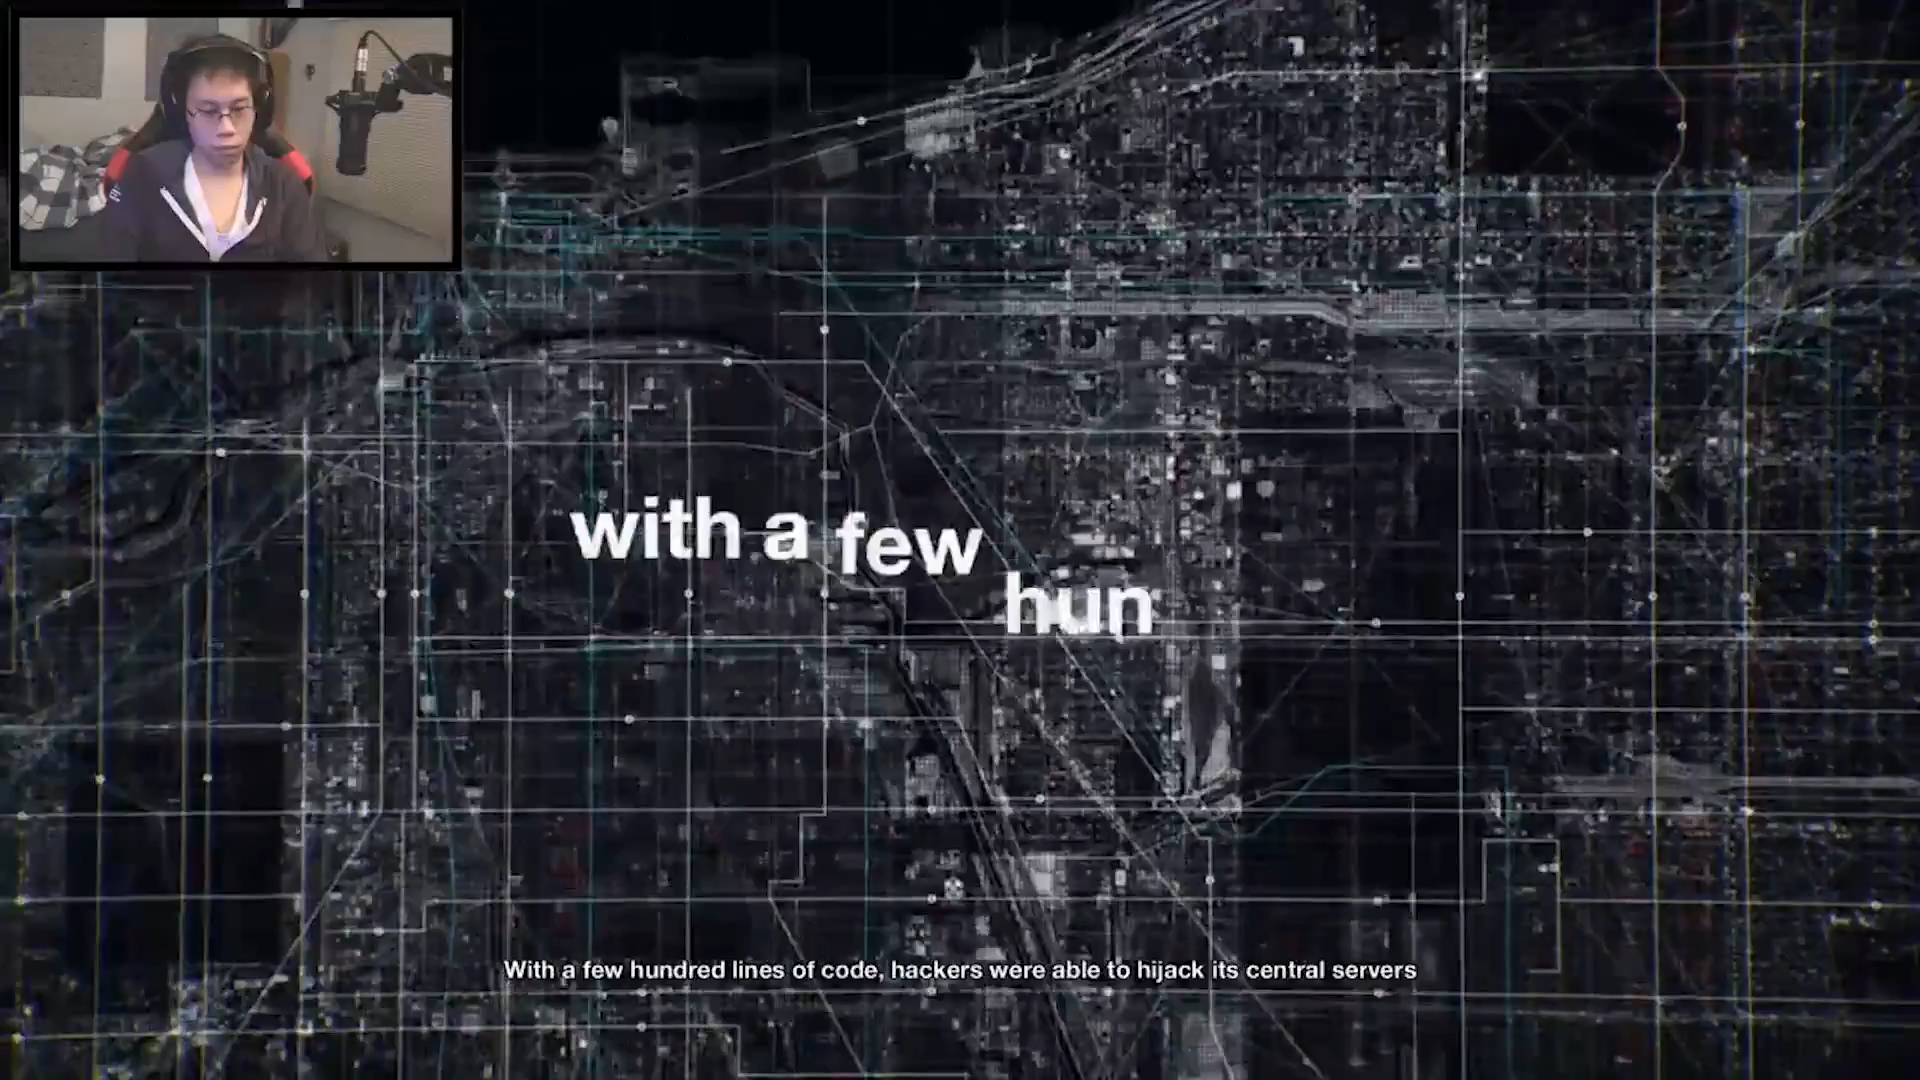 with a few
hun
With a few hundred lines of code, hackers were able to hijack its central servers